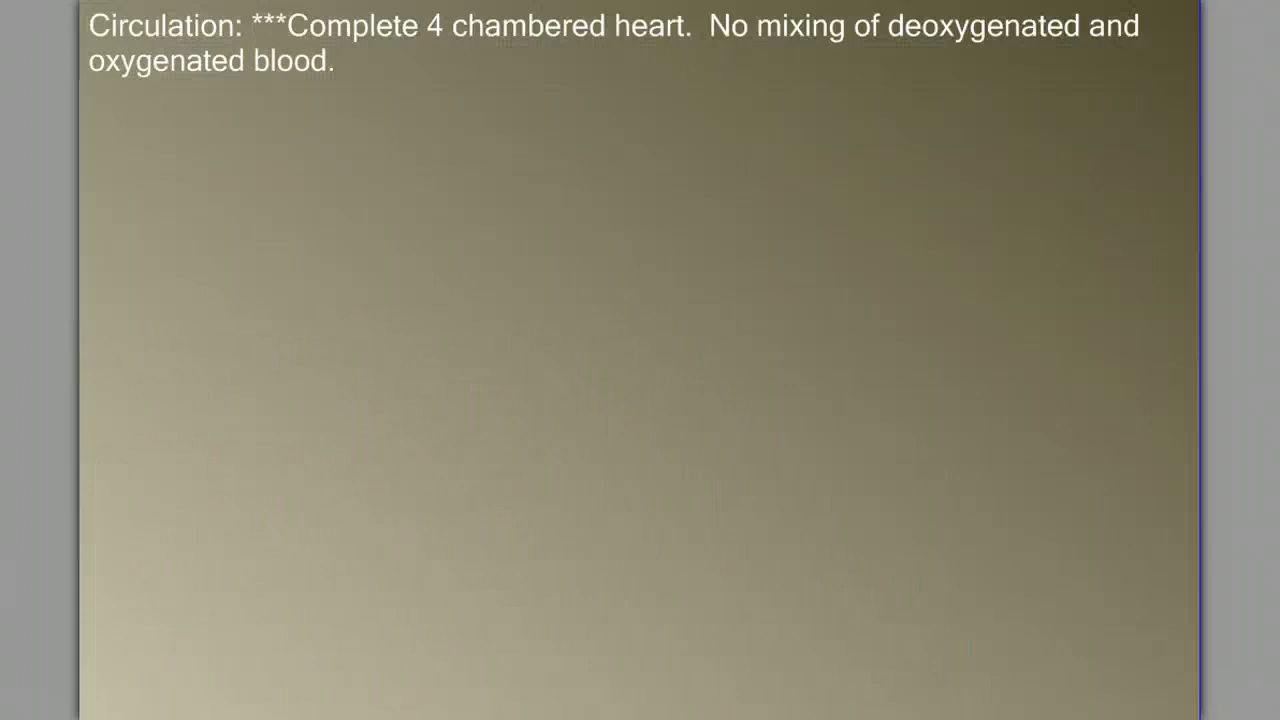 Circulation: ***Complete 4 chambered heart.  No mixing of deoxygenated and
oxygenated blood.